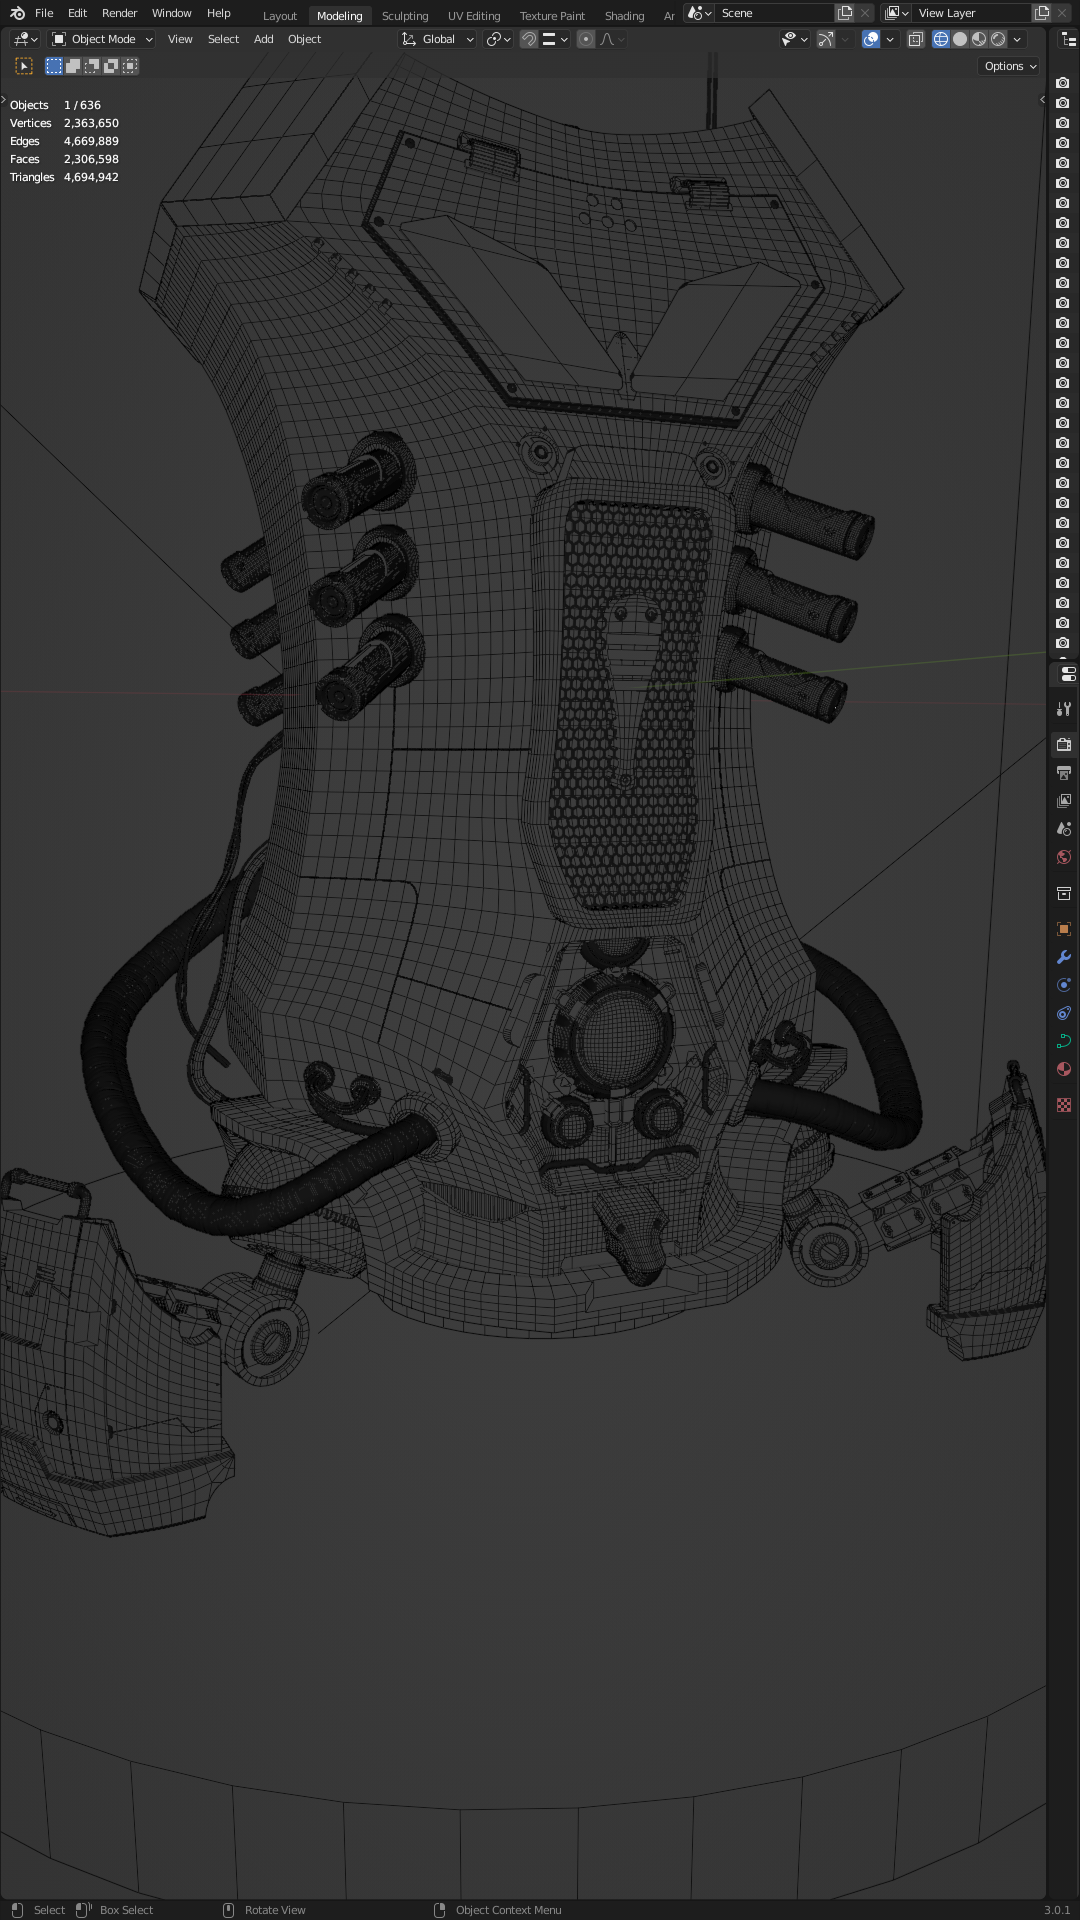 File Edit Render Window Help Layout Modeling Sculpting UV Editing Texture Paint Shading Ar Scene View Layer
Object Mode View Select Add Object Global
Options
Objects 1 / 636
Vertices 2,363,650
Edges 4,669,889
Faces 2,306,598
Triangles 4,694,942
Select Box Select Rotate View Object Context Menu 3.0.1